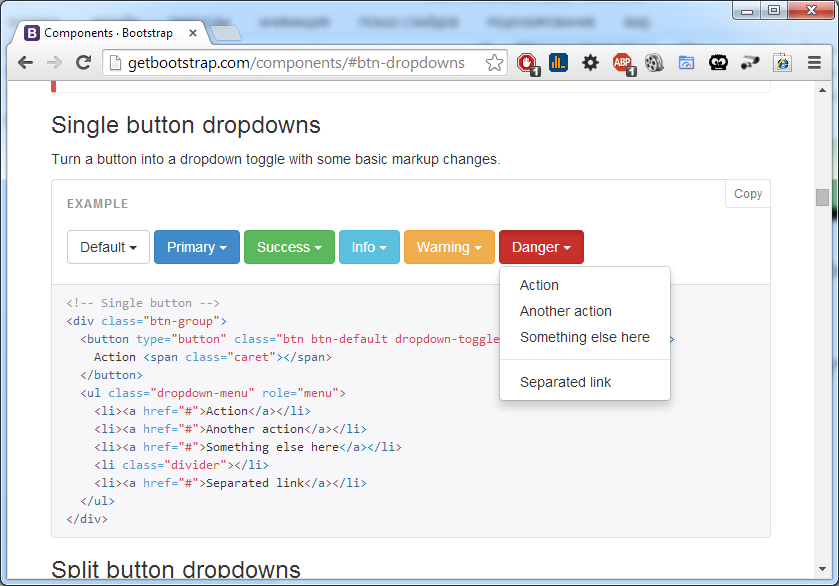 Components · Bootstrap
getbootstrap.com/components/#btn-dropdowns
1
ABP
1
Single button dropdowns
Turn a button into a dropdown toggle with some basic markup changes.
EXAMPLE
Copy
Default Primary Success Info Warning Danger
Action
Another action
Something else here
Separated link
<!-- Single button -->
<div class="btn-group">
<button type="button" class="btn btn-default dropdown-toggle >
Action <span class="caret"></span>
</button>
<ul class="dropdown-menu" role="menu">
<li><a href="#">Action</a></li>
<li><a href="#">Another action</a></li>
<li><a href="#">Something else here</a></li>
<li class="divider"></li>
<li><a href="#">Separated link</a></li>
</ul>
</div>
Split button dropdowns